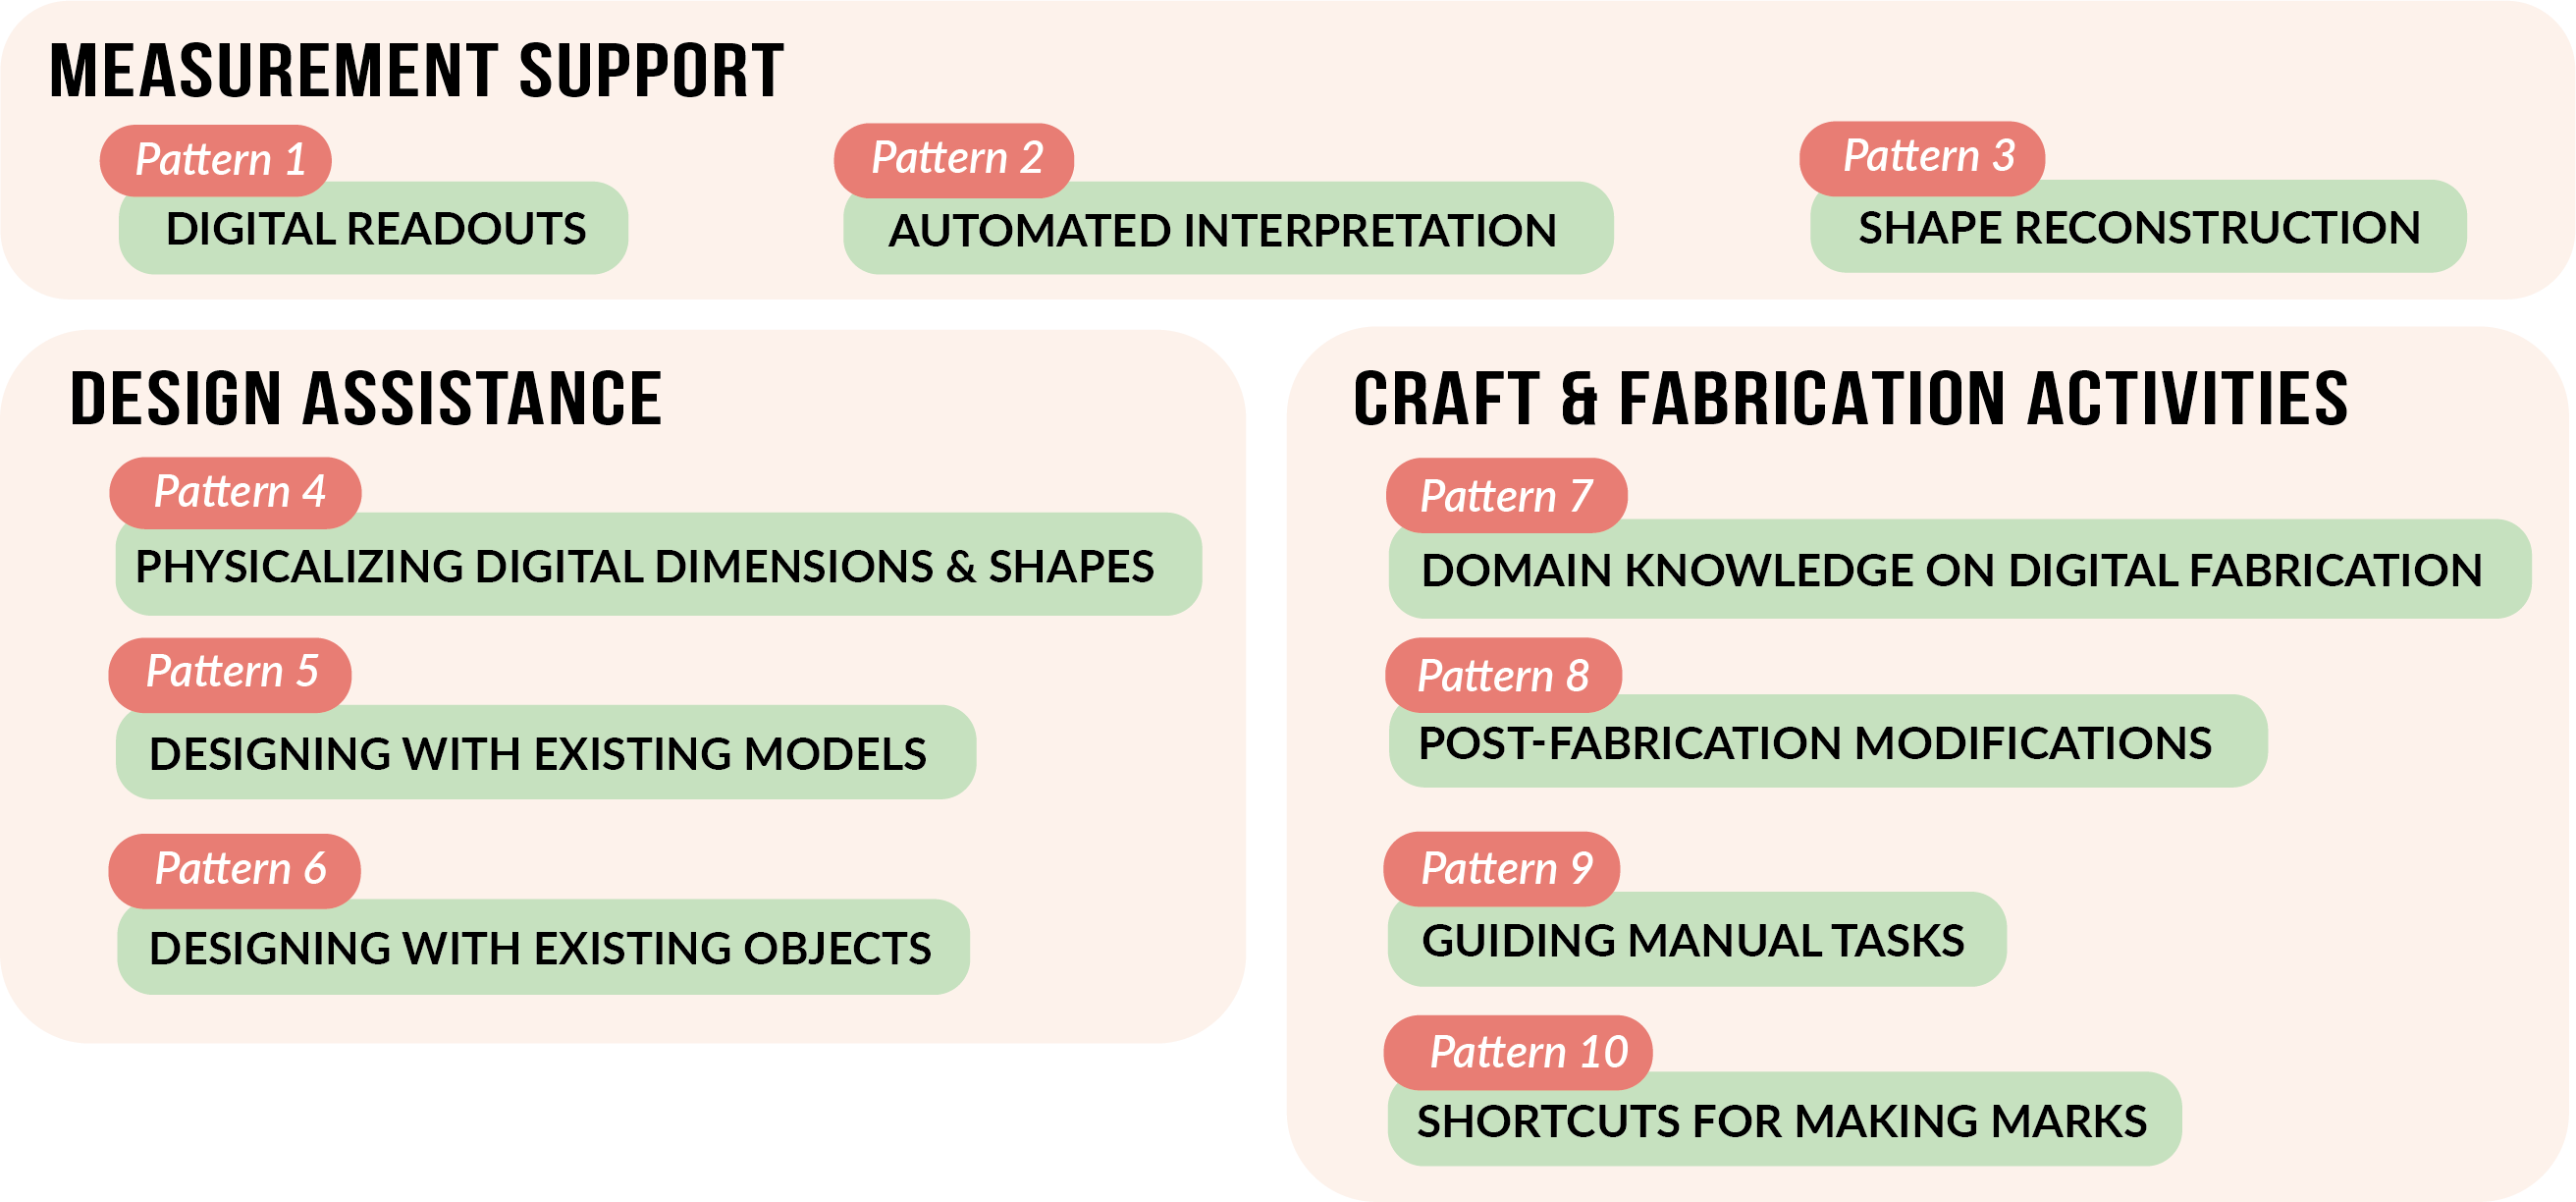 MEASUREMENT SUPPORT
Pattern 1
DIGITAL READOUTS
Pattern 2
AUTOMATED INTERPRETATION
Pattern 3
SHAPE RECONSTRUCTION
DESIGN ASSISTANCE
Pattern 4
PHYSICALIZING DIGITAL DIMENSIONS & SHAPES
Pattern 5
DESIGNING WITH EXISTING MODELS
Pattern 6
DESIGNING WITH EXISTING OBJECTS
CRAFT & FABRICATION ACTIVITIES
Pattern 7
DOMAIN KNOWLEDGE ON DIGITAL FABRICATION
Pattern 8
POST-FABRICATION MODIFICATIONS
Pattern 9
GUIDING MANUAL TASKS
Pattern 10
SHORTCUTS FOR MAKING MARKS